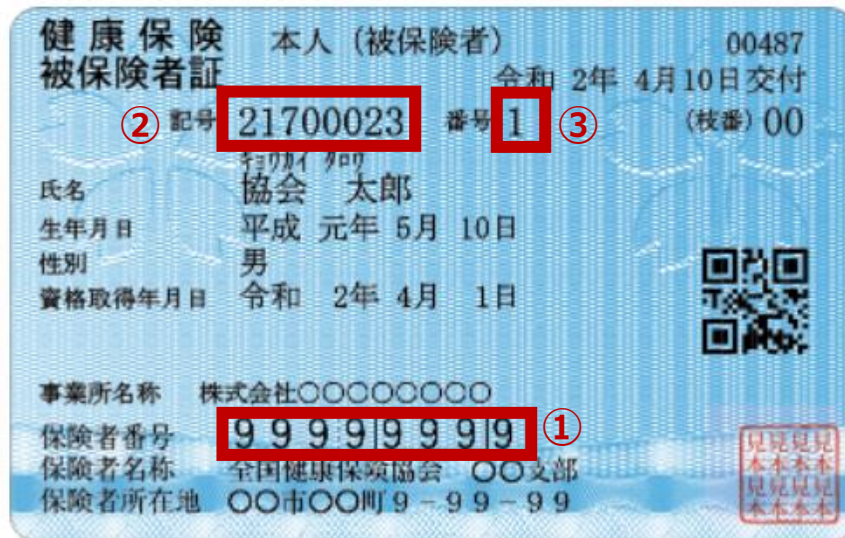 健康保険 本人（被保険者） 00487
被保険者証 令和 2年 4月10日交付
② 記号 21700023 番号 1 ③ (枝番) 00
キョウカイ タロウ
氏名 協会 太郎
生年月日 平成 元年 5月 10日
性別 男
資格取得年月日 令和 2年 4月 1日
事業所名称 株式会社〇〇〇〇〇〇〇〇
保険者番号 99999999 ①
保険者名称 全国健康保険協会 〇〇支部
保険者所在地 〇〇市〇〇町9-99-99
見見見見
本本本本
見見見見
本本本本